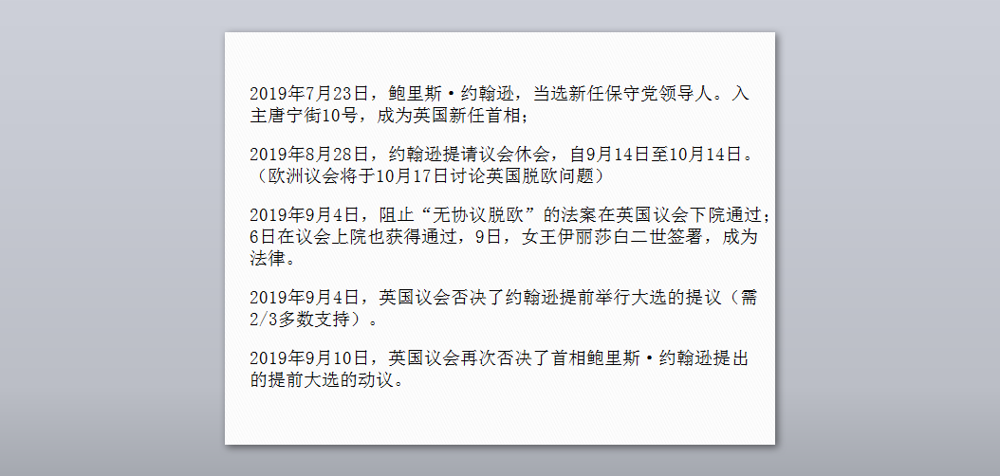 2019年7月23日，鲍里斯·约翰逊，当选新任保守党领导人。入
主唐宁街10号，成为英国新任首相；
2019年8月28日，约翰逊提请议会休会，自9月14日至10月14日。
（欧洲议会将于10月17日讨论英国脱欧问题）
2019年9月4日，阻止“无协议脱欧”的法案在英国议会下院通过；
6日在议会上院也获得通过，9日，女王伊丽莎白二世签署，成为
法律。
2019年9月4日，英国议会否决了约翰逊提前举行大选的提议（需
2/3多数支持）。
2019年9月10日，英国议会再次否决了首相鲍里斯·约翰逊提出
的提前大选的动议。